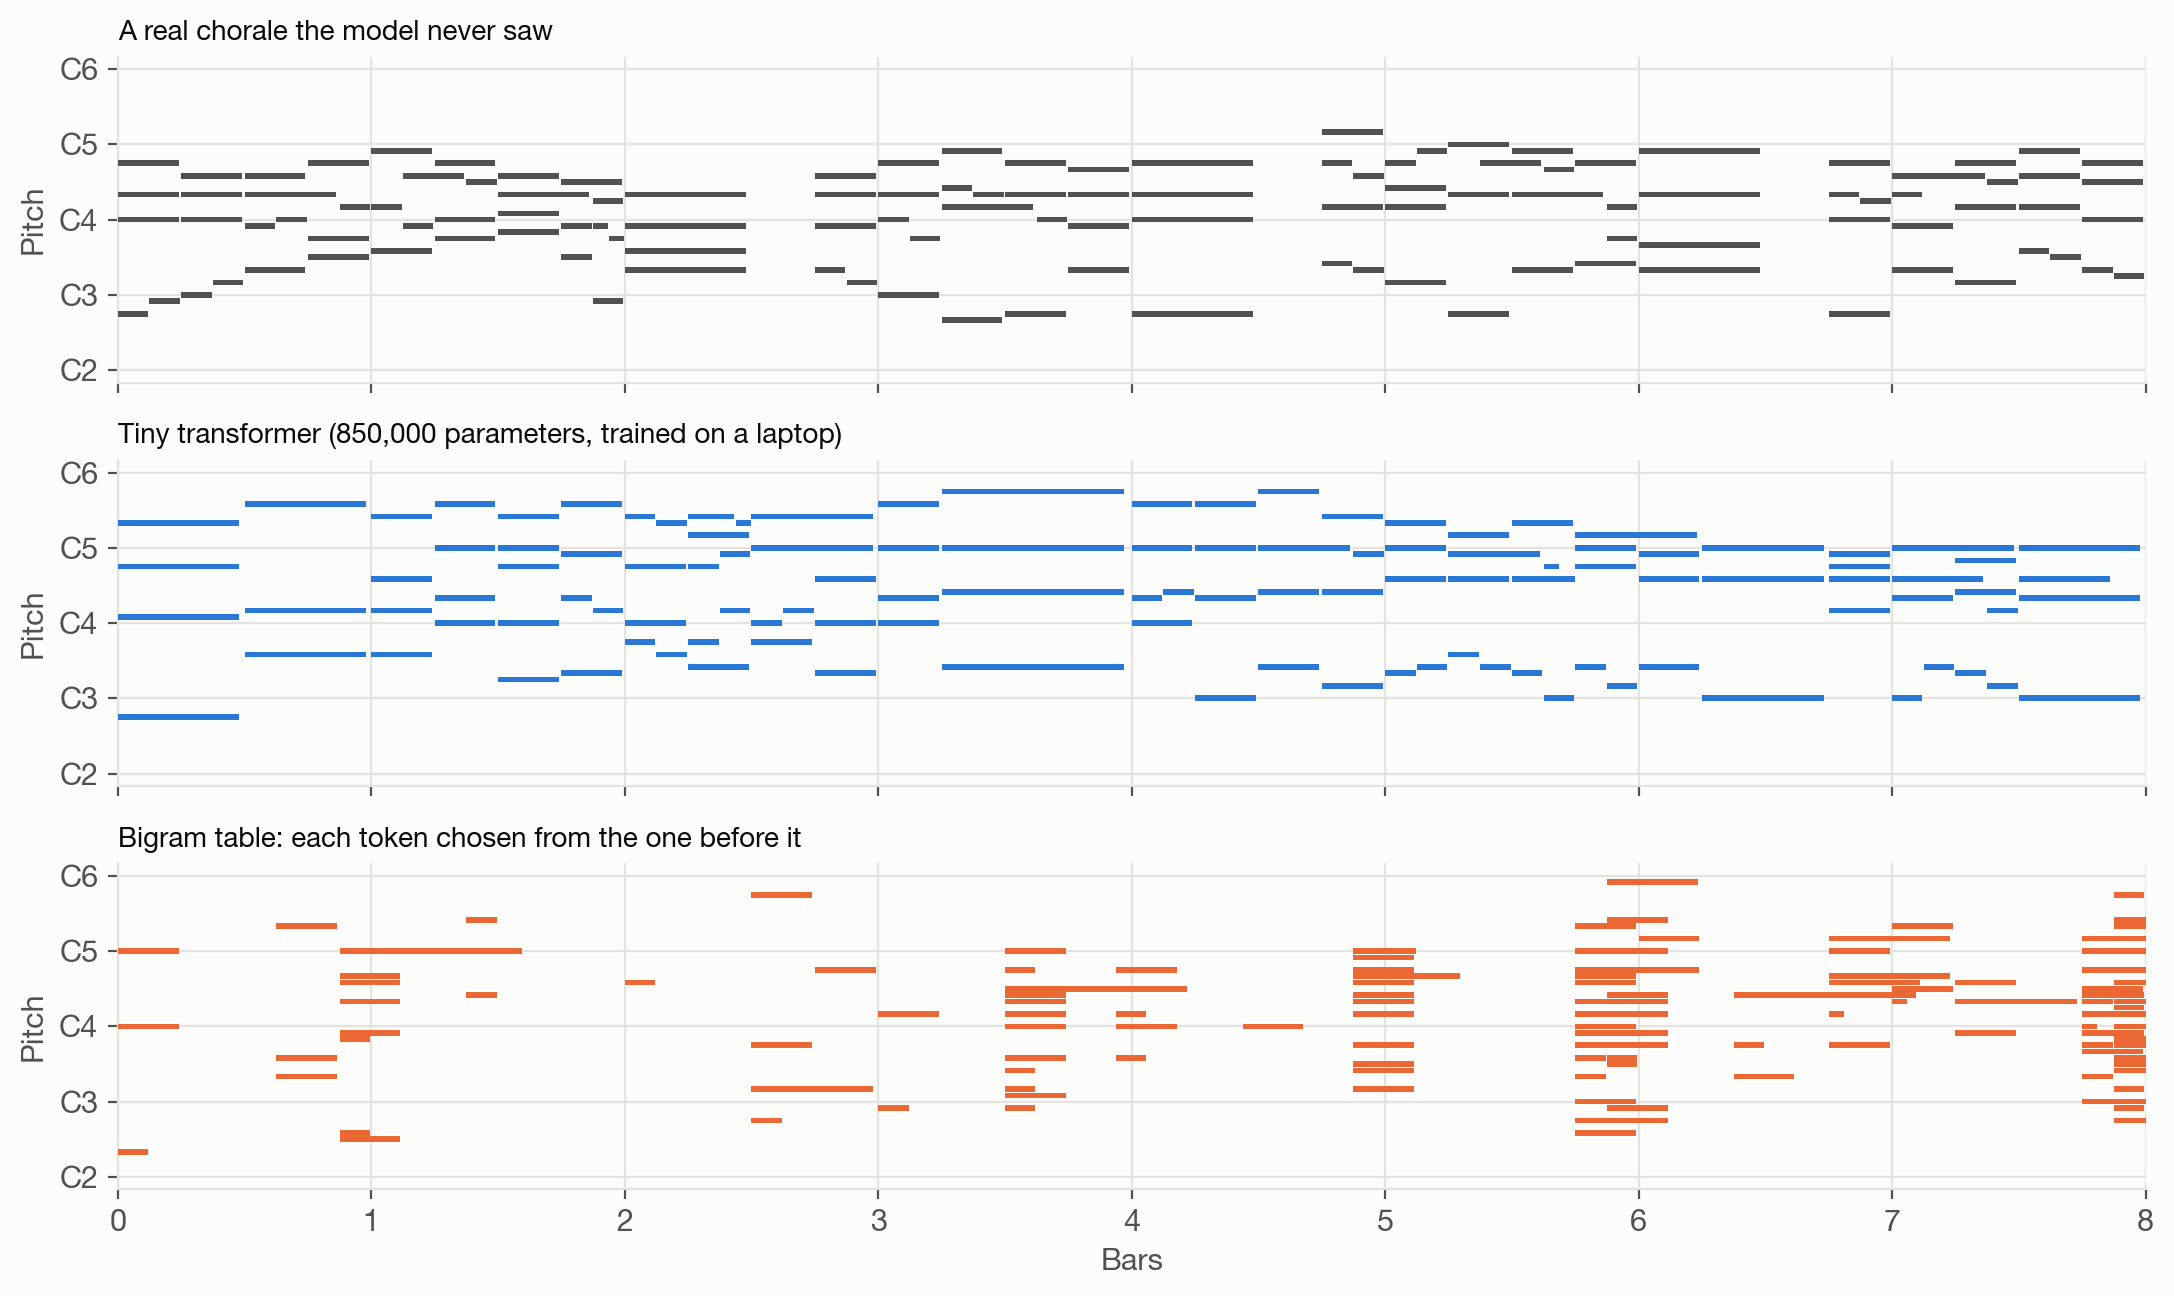 A real chorale the model never saw
C6
C5
C4
C3
C2
Pitch
Tiny transformer (850,000 parameters, trained on a laptop)
C6
C5
C4
C3
C2
Pitch
Bigram table: each token chosen from the one before it
C6
C5
C4
C3
C2
Pitch
0 1 2 3 4 5 6 7 8
Bars